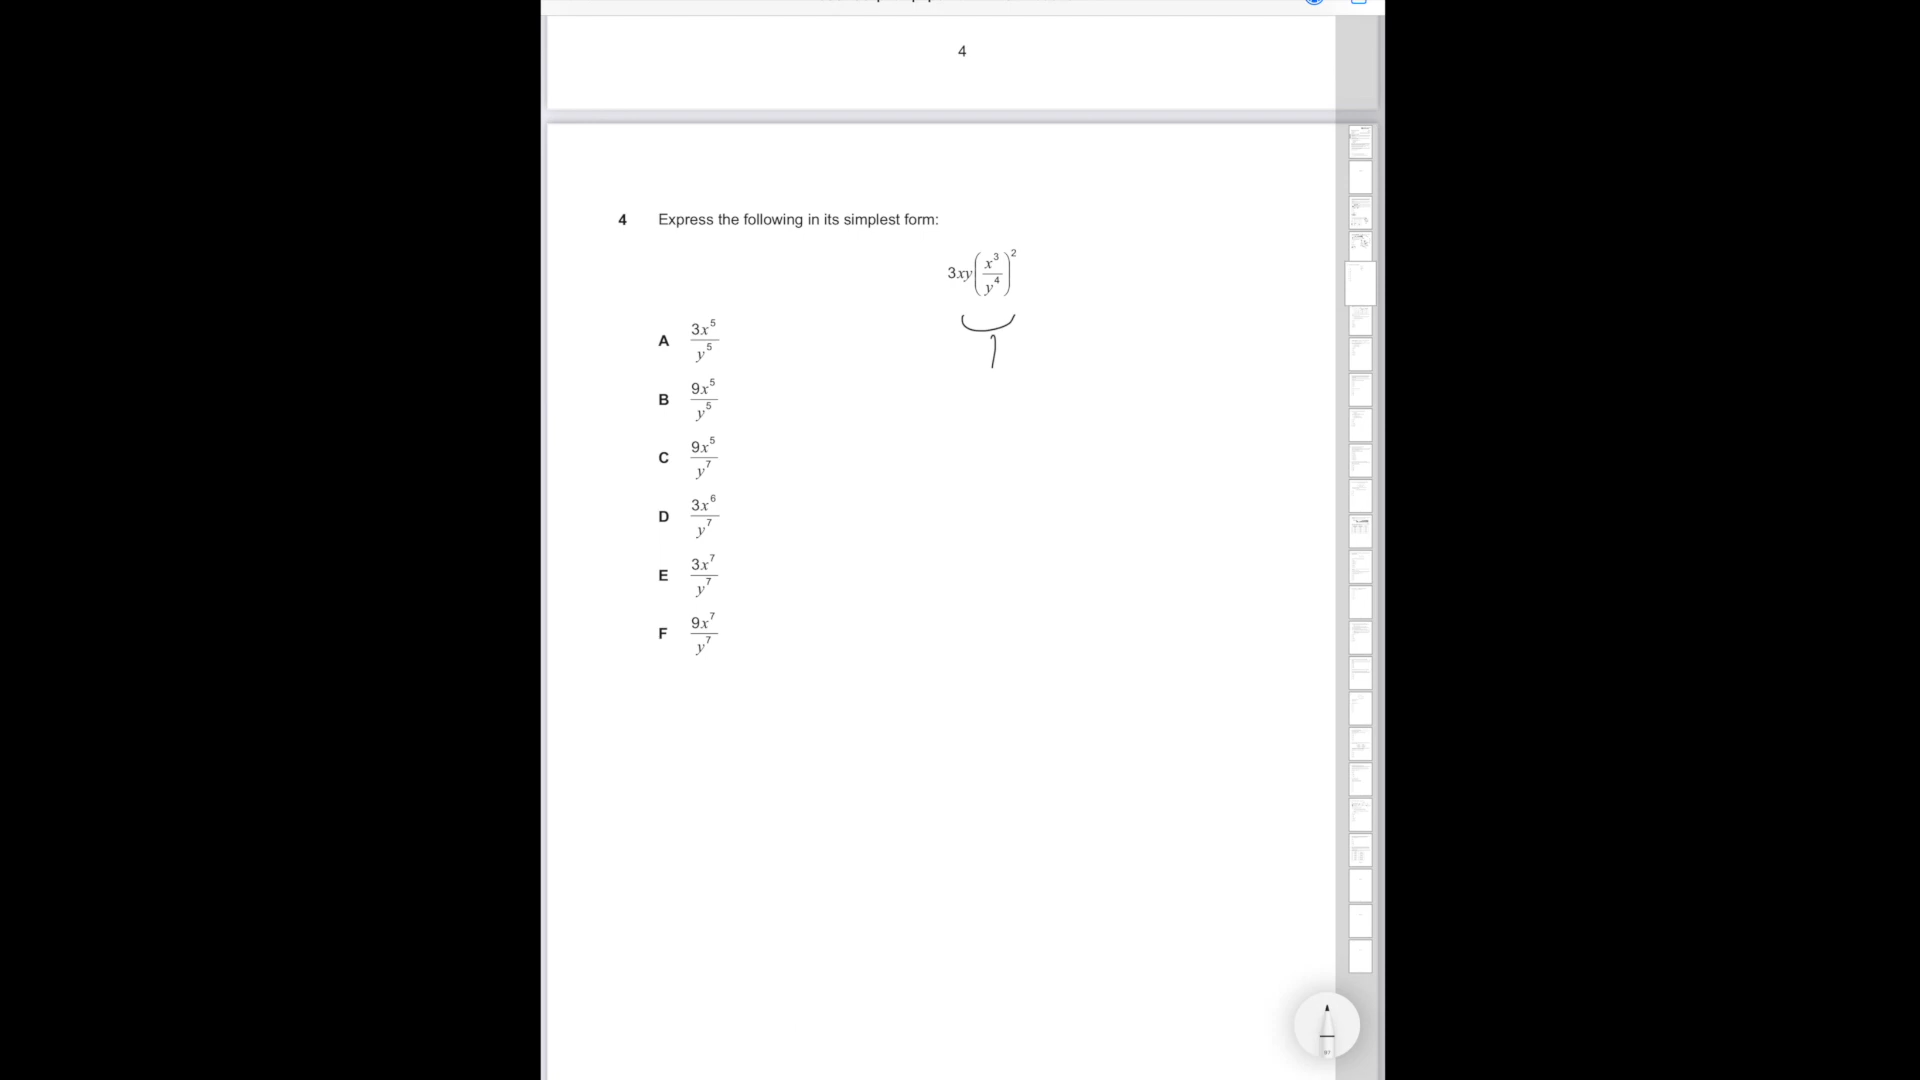 4
4 Express the following in its simplest form:
3xy(x^3/y^4)^2
A 3x^5/y^5
B 9x^5/y^5
C 9x^5/y^7
D 3x^6/y^7
E 3x^7/y^7
F 9x^7/y^7
97